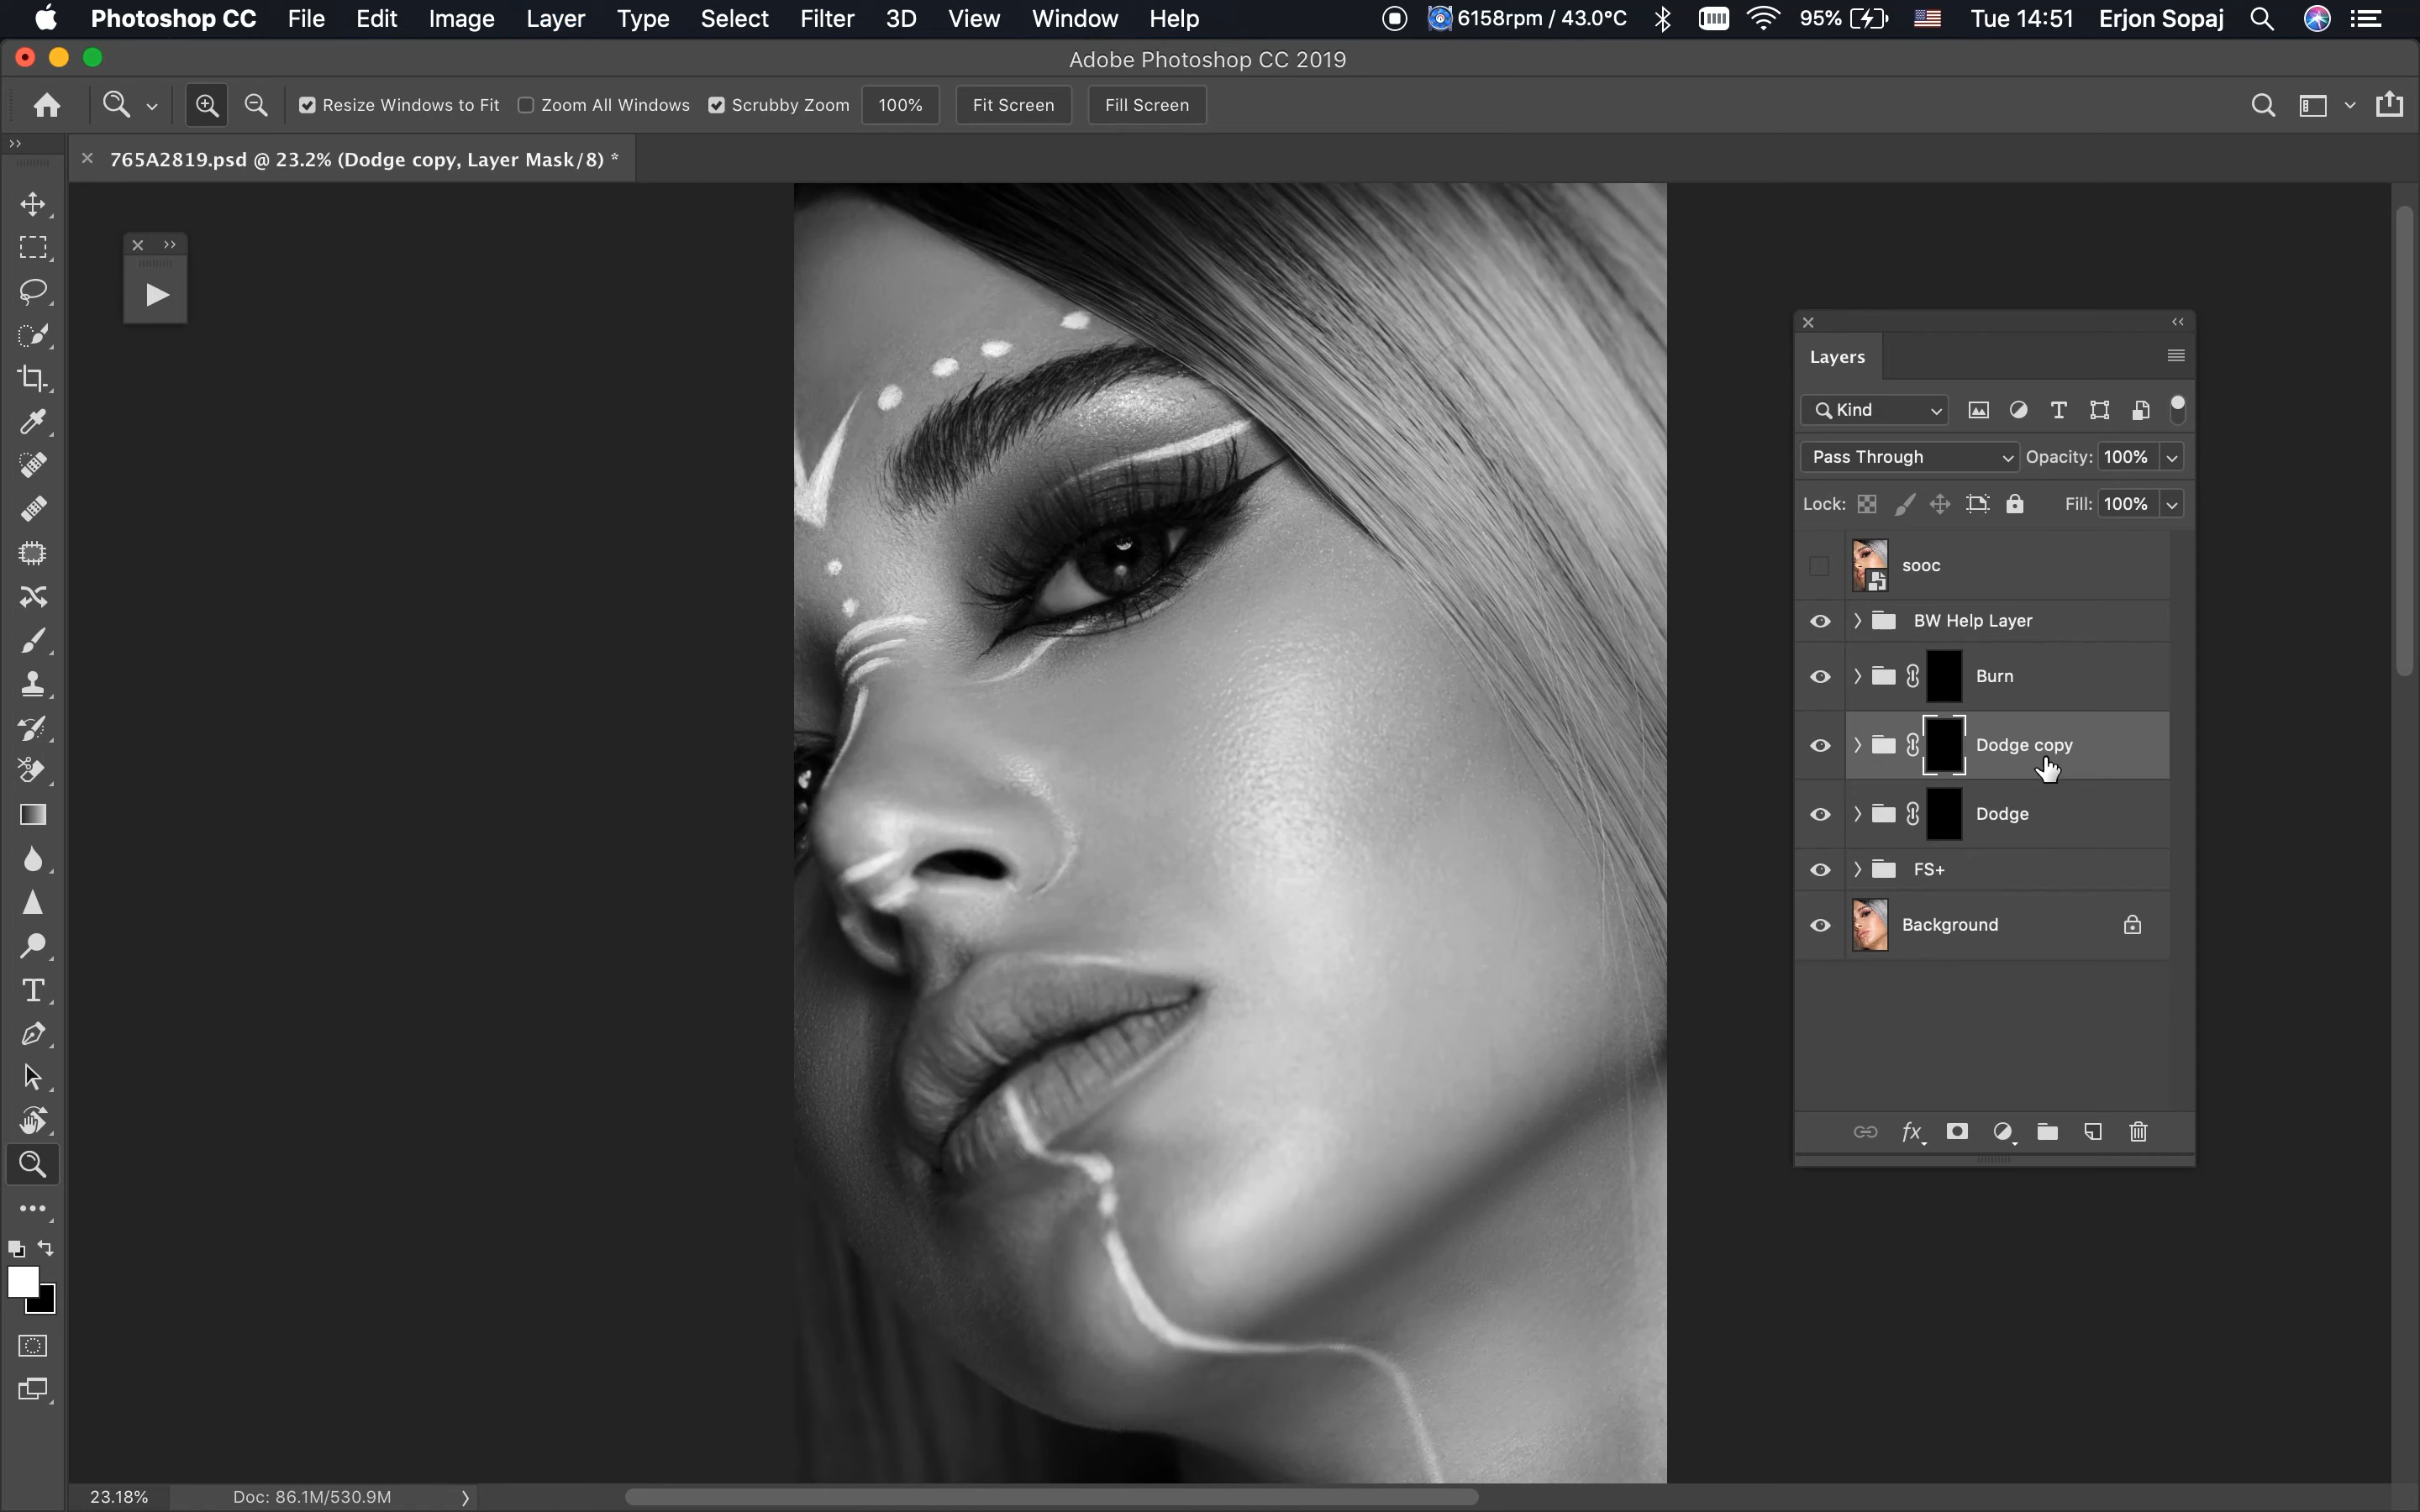 Photoshop CC File Edit Image Layer Type Select Filter 3D View Window Help 6158rpm / 43.0°C 95% Tue 14:51 Erjon Sopaj
Adobe Photoshop CC 2019
Resize Windows to Fit Zoom All Windows Scrubby Zoom 100% Fit Screen Fill Screen
765A2819.psd @ 23.2% (Dodge copy, Layer Mask/8) *
Layers
Kind
Pass Through Opacity: 100%
Lock: Fill: 100%
sooc
BW Help Layer
Burn
Dodge copy
Dodge
FS+
Background
fx
23.18% Doc: 86.1M/530.9M